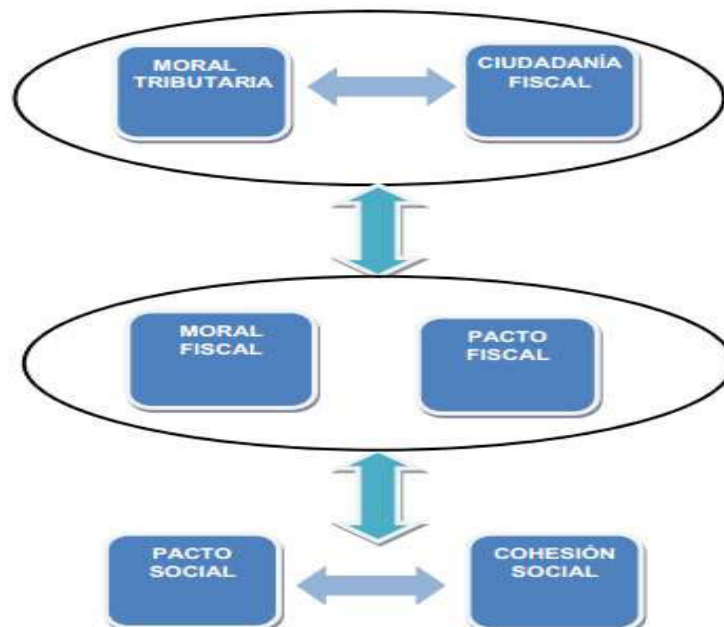 MORAL
TRIBUTARIA
CIUDADANÍA
FISCAL
MORAL
FISCAL
PACTO
FISCAL
PACTO
SOCIAL
COHESIÓN
SOCIAL